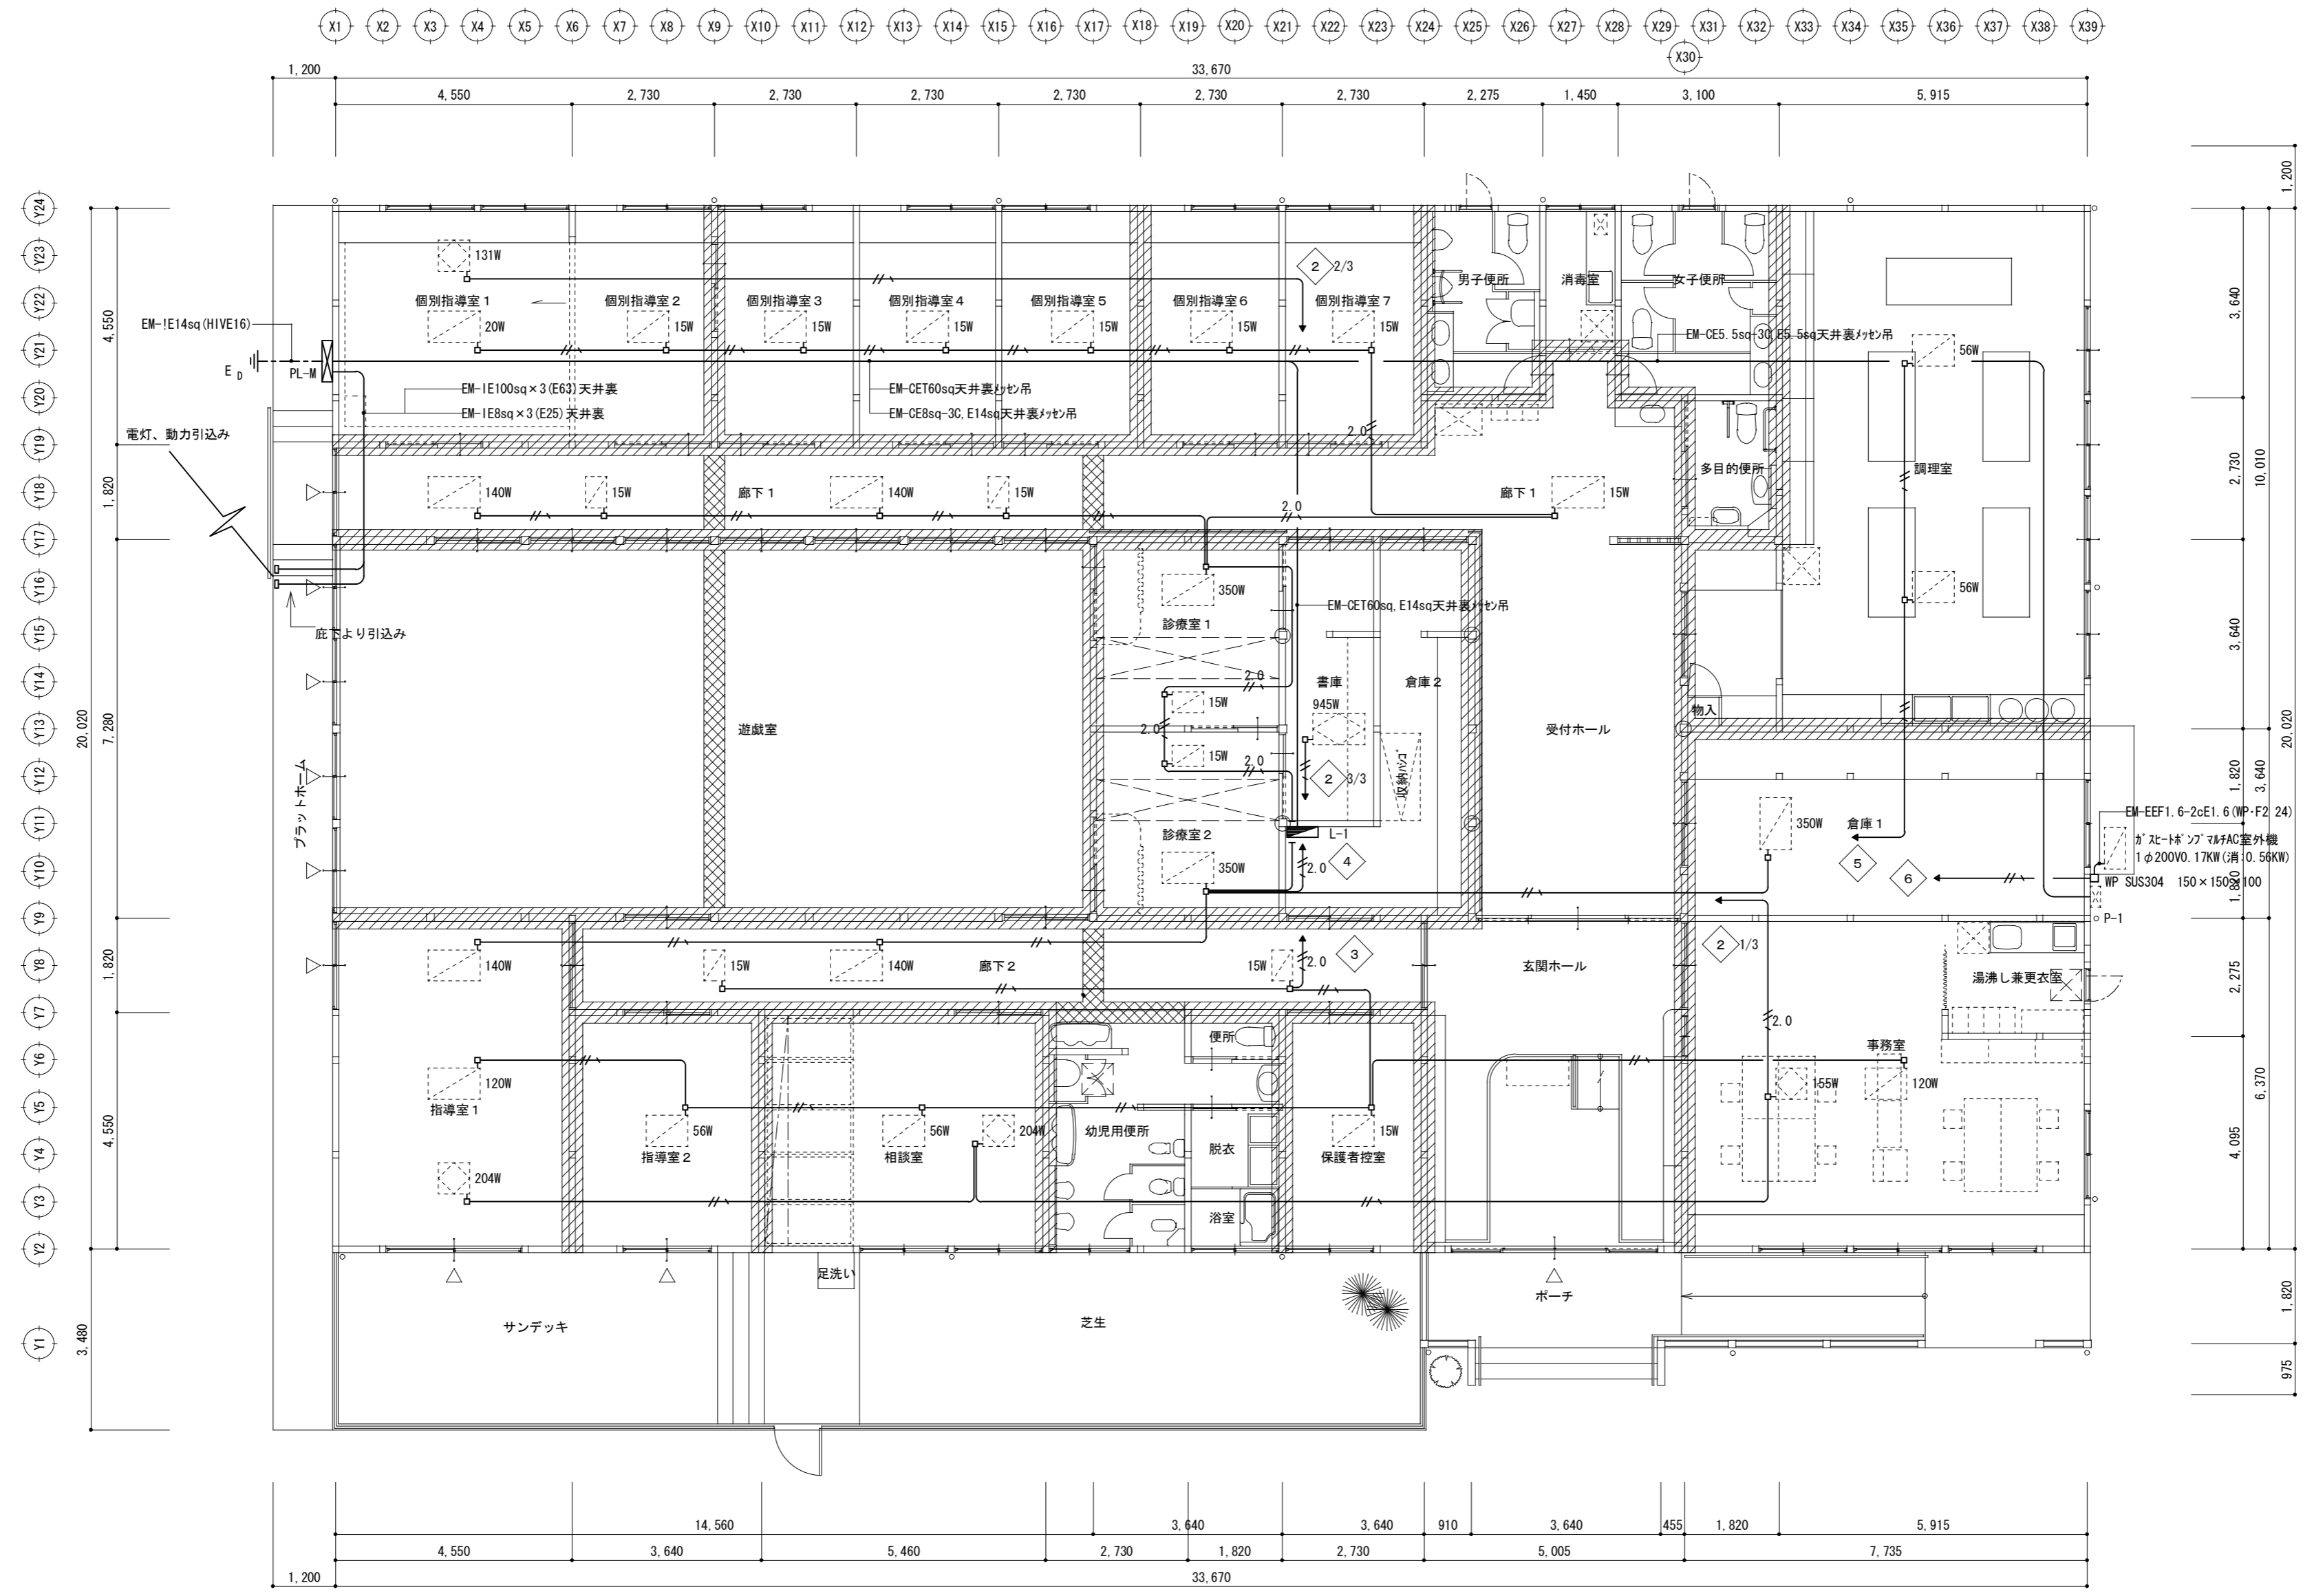 X1 X2 X3 X4 X5 X6 X7 X8 X9 X10 X11 X12 X13 X14 X15 X16 X17 X18 X19 X20 X21 X22 X23 X24 X25 X26 X27 X28 X29 X31 X32 X33 X34 X35 X36 X37 X38 X39
X30
1,200 33,670
4,550 2,730 2,730 2,730 2,730 2,730 2,730 2,275 1,450 3,100 5,915
Y24
Y23
Y22
Y21
Y20
Y19
Y18
Y17
Y16
Y15
Y14
Y13
Y12
Y11
Y10
Y9
Y8
Y7
Y6
Y5
Y4
Y3
Y2
Y1
20,020
3,480
4,550
1,820
7,280
1,820
4,550
1,200
3,640
2,730
3,640
1,820
1,820
2,275
4,095
10,010
3,640
6,370
20,020
1,820
975
131W
2 2/3
個別指導室1 個別指導室2 個別指導室3 個別指導室4 個別指導室5 個別指導室6 個別指導室7
男子便所 消毒室 女子便所
20W 15W 15W 15W 15W 15W 15W
EM-!E14sq(HIVE16)
EM-CE5.5sq-3C,E5.5sq天井裏ﾒｯｾﾝ吊
56W
E D
PL-M
EM-IE100sq×3(E63)天井裏
EM-IE8sq×3(E25)天井裏
EM-CET60sq天井裏ﾒｯｾﾝ吊
EM-CE8sq-3C,E14sq天井裏ﾒｯｾﾝ吊
電灯、動力引込み
2.0
多目的便所 調理室
140W 15W 廊下1 140W 15W 廊下1 15W
2.0
350W
56W
EM-CET60sq,E14sq天井裏ﾒｯｾﾝ吊
庇下より引込み
診療室1
2.0
書庫 倉庫2
15W
945W
物入
遊戯室
2.0
受付ホール
15W
2.0
2 3/3
収納ﾊｼｺﾞ
プラットホーム
EM-EEF1.6-2cE1.6(WP・F2 24)
診療室2
L-1
350W 倉庫1
ｶﾞｽﾋｰﾄﾎﾟﾝﾌﾟﾏﾙﾁAC室外機
1φ200V0.17KW(消:0.56KW)
350W
2.0
4
5
6
WP SUS304 150×150×100
P-1
140W 15W 140W 廊下2 15W
2.0
3
玄関ホール
2 1/3
湯沸し兼更衣室
2.0
便所
事務室
120W
指導室1
155W 120W
56W
指導室2
56W
相談室
204W
幼児用便所
脱衣
15W
保護者控室
204W
浴室
足洗い
ポーチ
サンデッキ
芝生
14,560 3,640 3,640 910 3,640 455 1,820 5,915
4,550 3,640 5,460 2,730 1,820 2,730 5,005 7,735
1,200 33,670